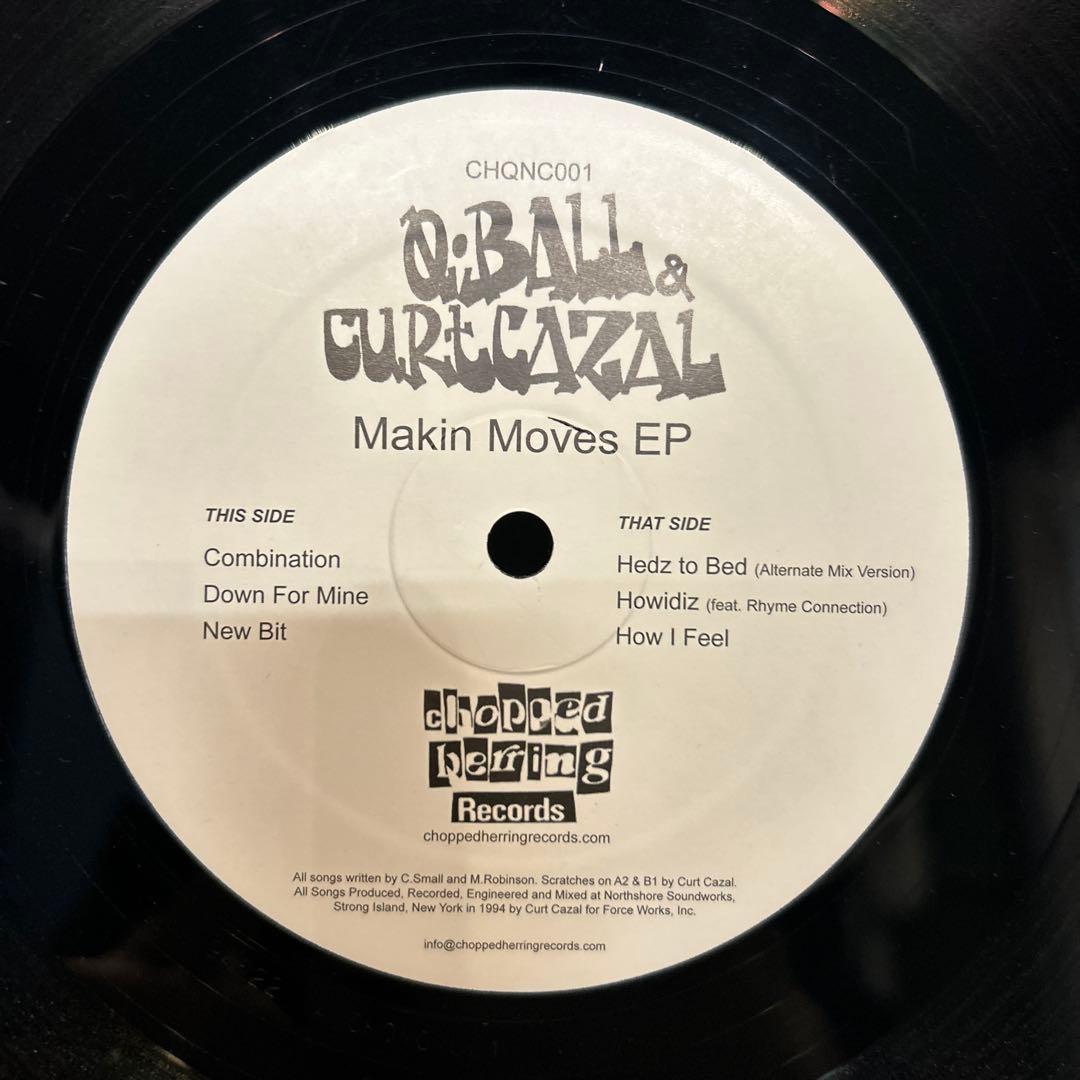 CHQNC001
Q:BALL &
CURT CAZAL
Makin Moves EP
THIS SIDE
Combination
Down For Mine
New Bit
THAT SIDE
Hedz to Bed (Alternate Mix Version)
Howidiz (feat. Rhyme Connection)
How I Feel
chopped
herring
Records
choppedherringrecords.com
All songs written by C.Small and M.Robinson. Scratches on A2 & B1 by Curt Cazal.
All Songs Produced, Recorded, Engineered and Mixed at Northshore Soundworks,
Strong Island, New York in 1994 by Curt Cazal for Force Works, Inc.
info@choppedherringrecords.com